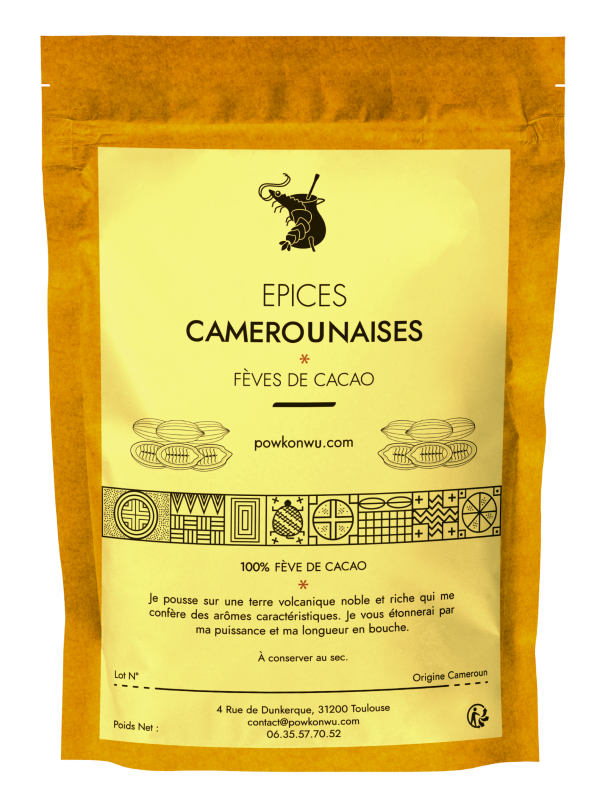 EPICES
CAMEROUNAISES
*
FÈVES DE CACAO
powkonwu.com
100% FÈVE DE CACAO
*
Je pousse sur une terre volcanique noble et riche qui me
confère des arômes caractéristiques. Je vous étonnerai par
ma puissance et ma longueur en bouche.
À conserver au sec.
Lot N°
Origine Cameroun
4 Rue de Dunkerque, 31200 Toulouse
Poids Net :
contact@powkonwu.com
06.35.57.70.52